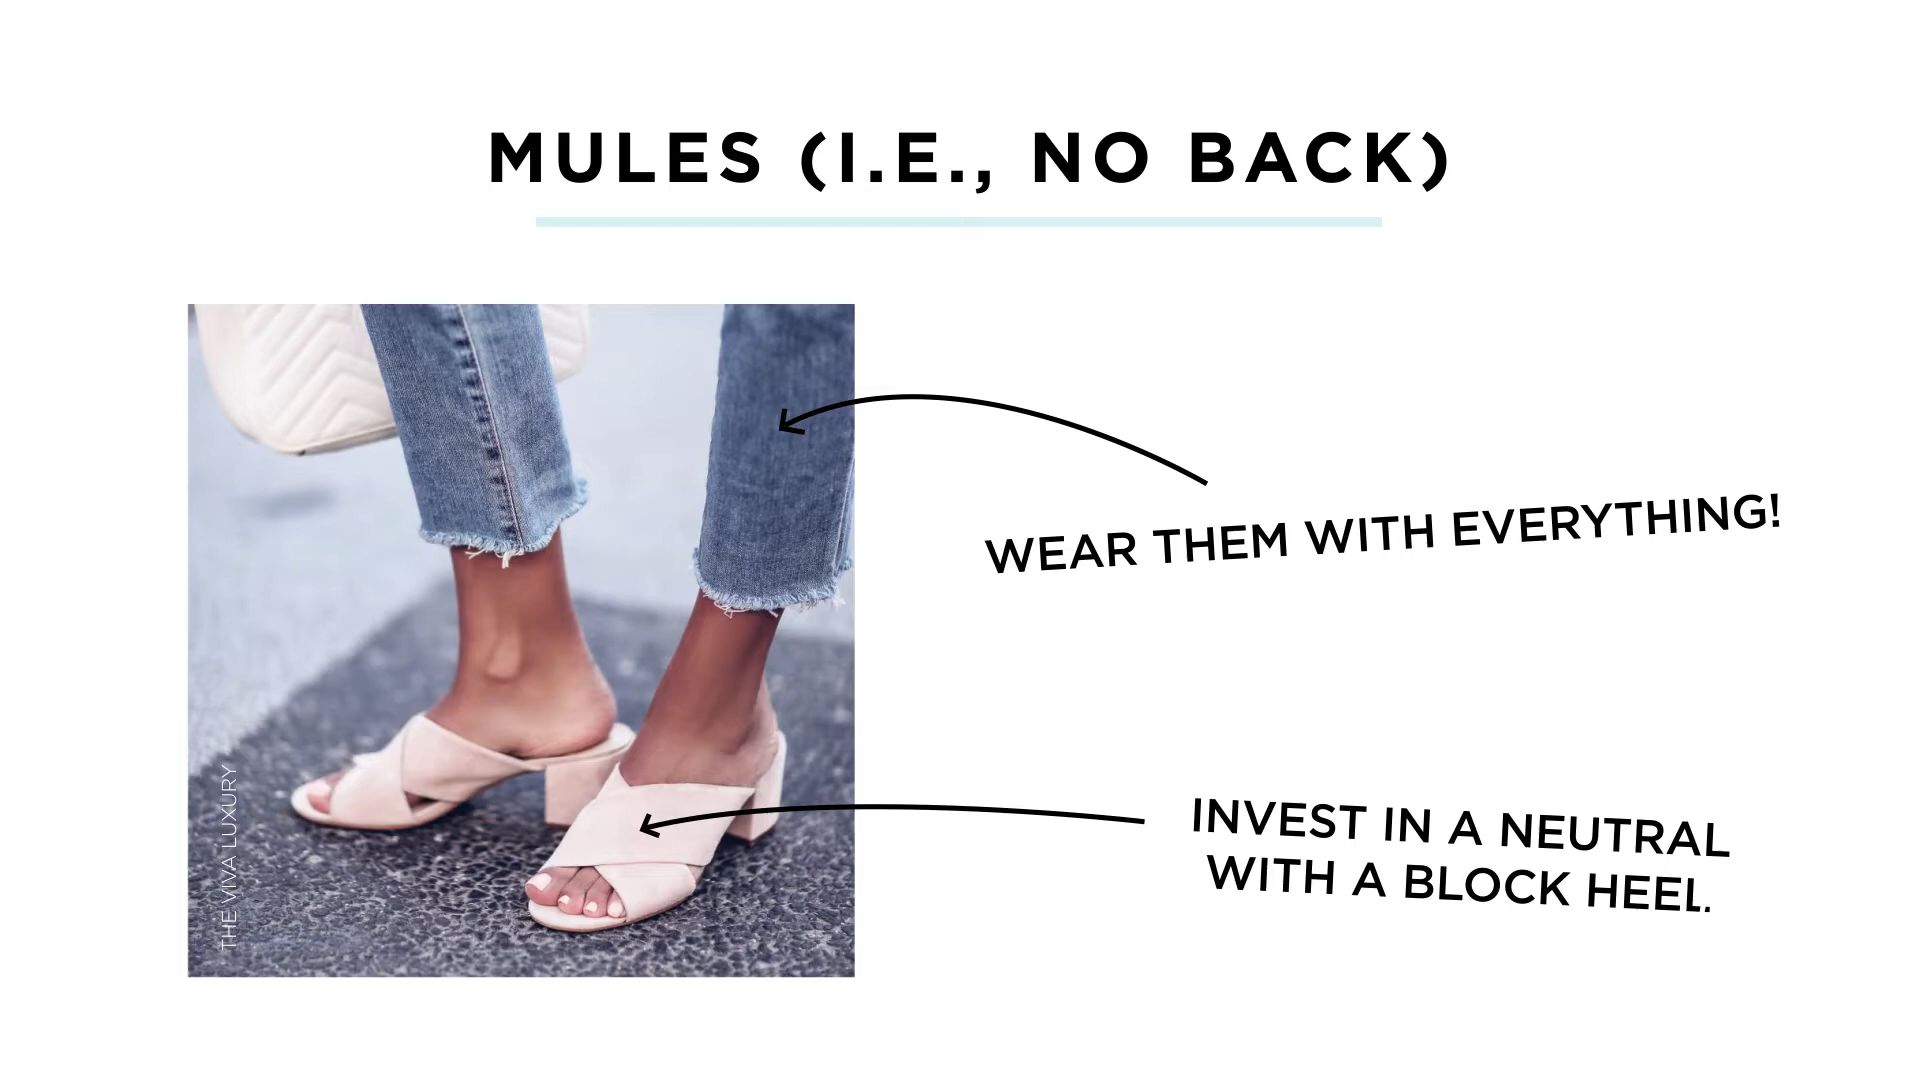 MULES (I.E., NO BACK)
WEAR THEM WITH EVERYTHING!
INVEST IN A NEUTRAL
WITH A BLOCK HEEL.
THE VIVA LUXURY